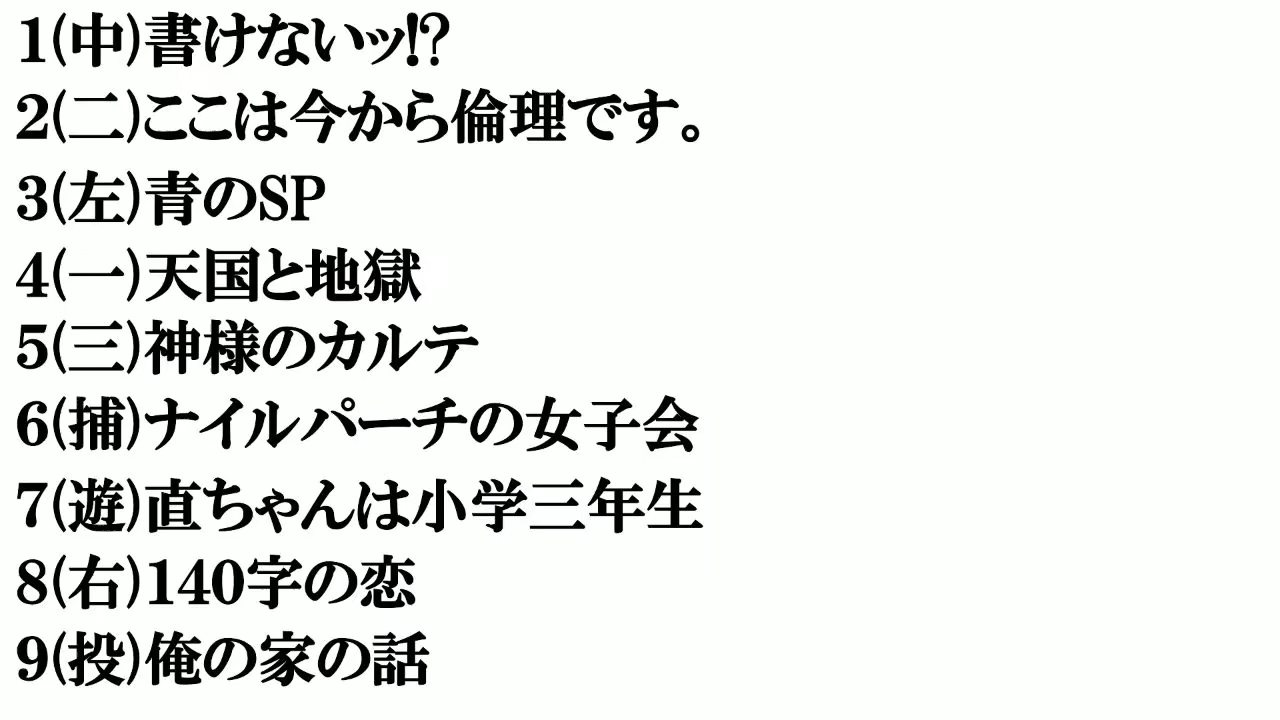 1(中)書けないッ!?
2(二)ここは今から倫理です。
3(左)青のSP
4(一)天国と地獄
5(三)神様のカルテ
6(捕)ナイルパーチの女子会
7(遊)直ちゃんは小学三年生
8(右)140字の恋
9(投)俺の家の話